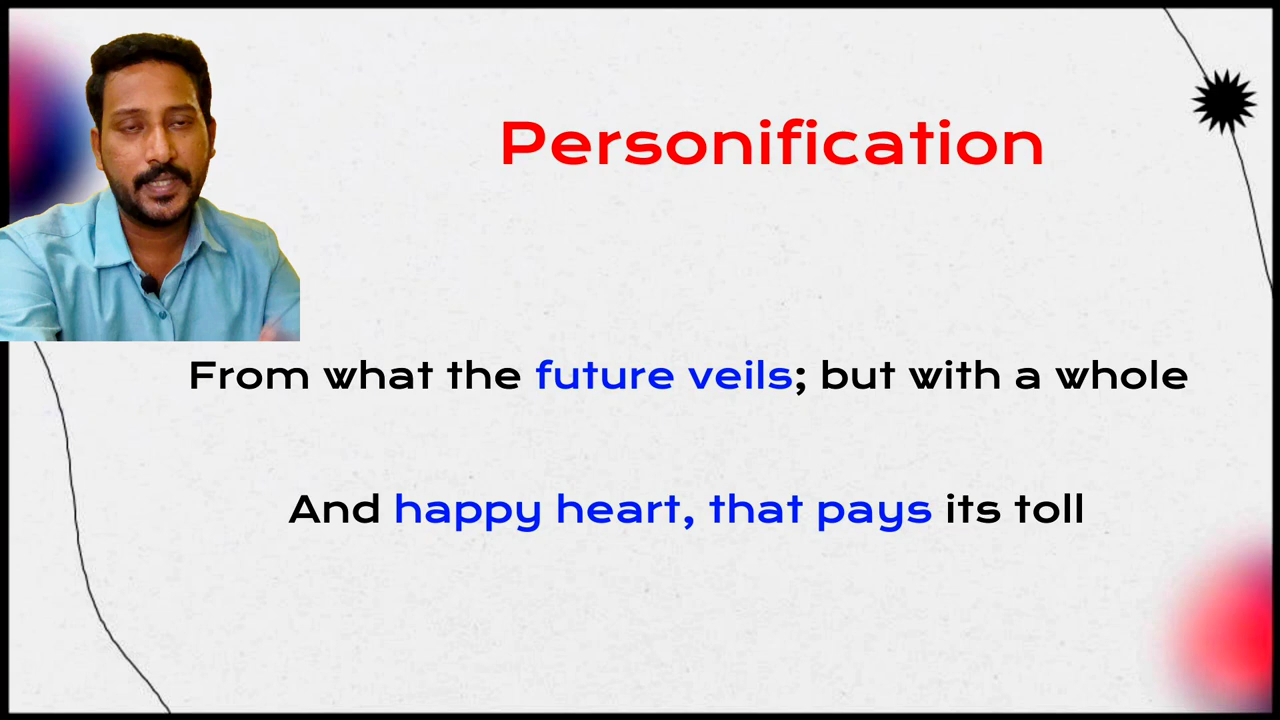 Personification
From what the future veils; but with a whole
And happy heart, that pays its toll